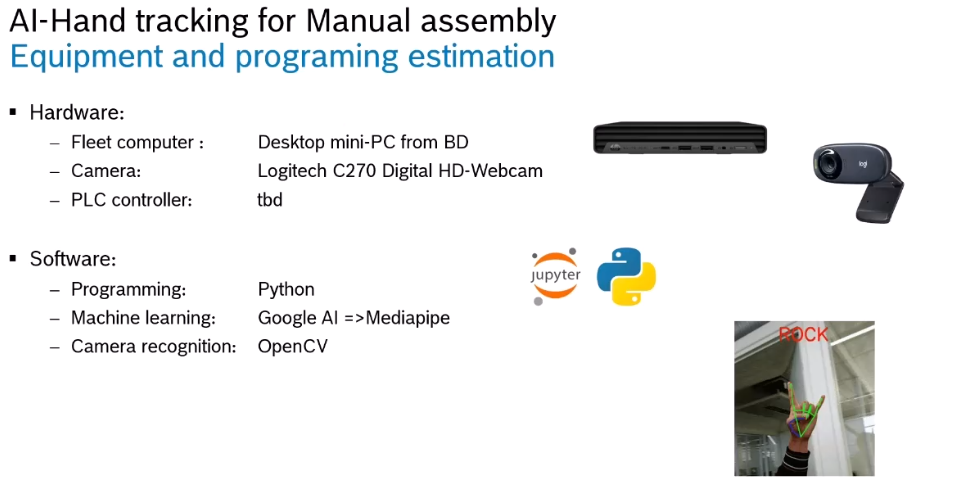 AI-Hand tracking for Manual assembly
Equipment and programing estimation
▪ Hardware:
– Fleet computer : Desktop mini-PC from BD
– Camera: Logitech C270 Digital HD-Webcam
– PLC controller: tbd
logi
▪ Software:
jupyter
– Programming: Python
– Machine learning: Google AI =>Mediapipe
– Camera recognition: OpenCV
ROCK